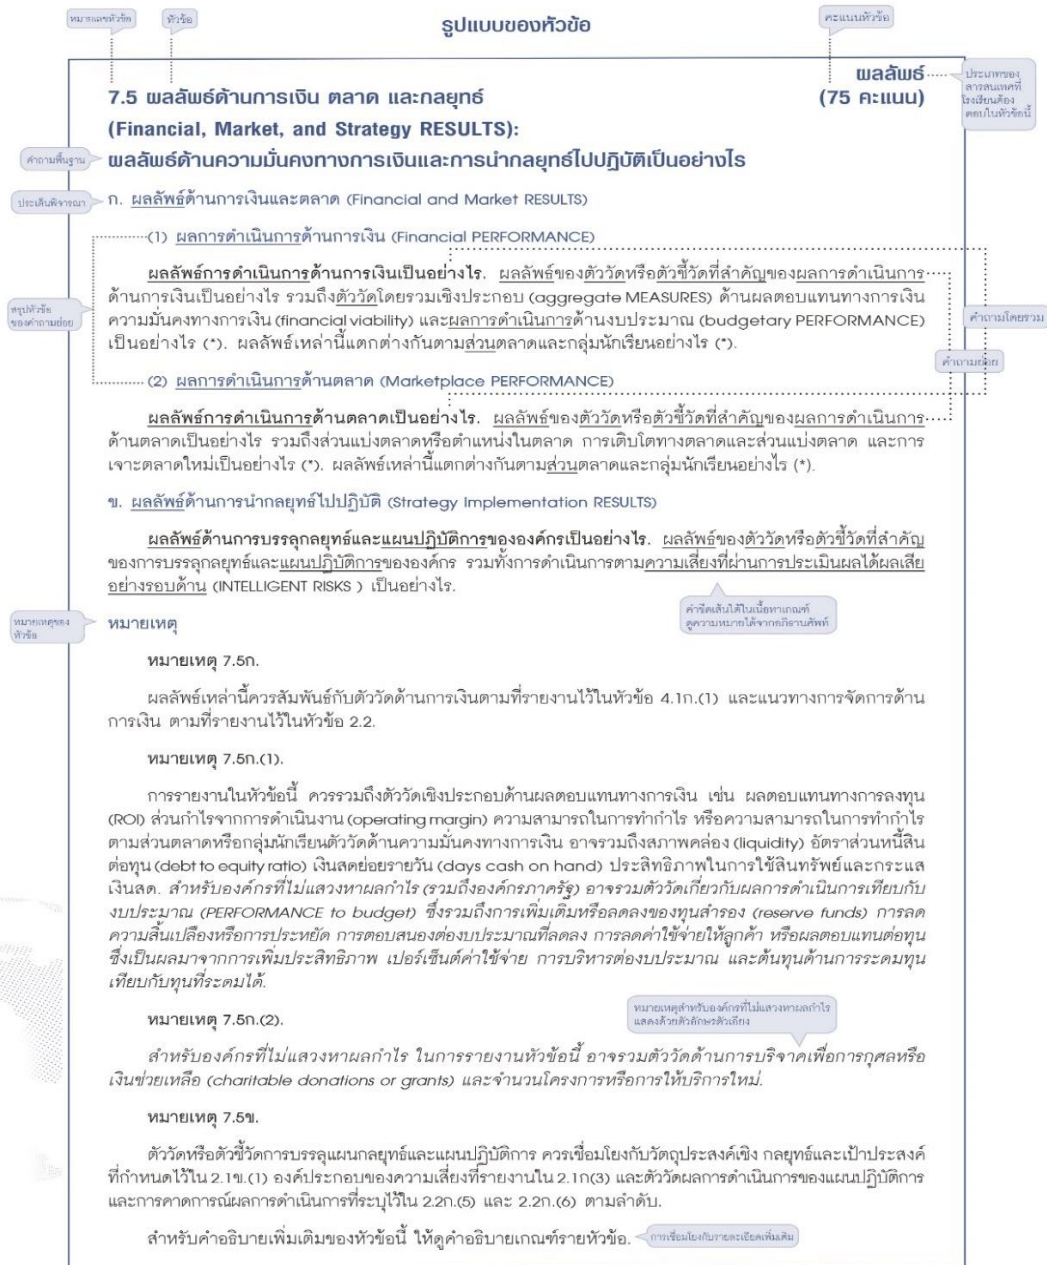 หมายเลขหัวข้อ
หัวข้อ
รูปแบบของหัวข้อ
คะแนนหัวข้อ
ผลลัพธ์
ประเภทของ
สารสนเทศที่
โรงเรียนต้อง
ตอบในหัวข้อนี้
7.5 ผลลัพธ์ด้านการเงิน ตลาด และกลยุทธ์ (75 คะแนน)
(Financial, Market, and Strategy RESULTS):
คำถามพื้นฐาน
ผลลัพธ์ด้านความมั่นคงทางการเงินและการนำกลยุทธ์ไปปฏิบัติเป็นอย่างไร
ประเด็นพิจารณา
ก. ผลลัพธ์ด้านการเงินและตลาด (Financial and Market RESULTS)
(1) ผลการดำเนินการด้านการเงิน (Financial PERFORMANCE)
ผลลัพธ์การดำเนินการด้านการเงินเป็นอย่างไร. ผลลัพธ์ของตัววัดหรือตัวชี้วัดที่สำคัญของผลการดำเนินการ
ด้านการเงินเป็นอย่างไร รวมถึงตัววัดโดยรวมเชิงประกอบ (aggregate MEASURES) ด้านผลตอบแทนทางการเงิน
ความมั่นคงทางการเงิน (financial viability) และผลการดำเนินการด้านงบประมาณ (budgetary PERFORMANCE)
เป็นอย่างไร (*). ผลลัพธ์เหล่านี้แตกต่างกันตามส่วนตลาดและกลุ่มนักเรียนอย่างไร (*).
สรุปหัวข้อ
ของคำถามย่อย
คำถามโดยรวม
คำถามย่อย
(2) ผลการดำเนินการด้านตลาด (Marketplace PERFORMANCE)
ผลลัพธ์การดำเนินการด้านตลาดเป็นอย่างไร. ผลลัพธ์ของตัววัดหรือตัวชี้วัดที่สำคัญของผลการดำเนินการ
ด้านตลาดเป็นอย่างไร รวมถึงส่วนแบ่งตลาดหรือตำแหน่งในตลาด การเติบโตทางตลาดและส่วนแบ่งตลาด และการ
เจาะตลาดใหม่เป็นอย่างไร (*). ผลลัพธ์เหล่านี้แตกต่างกันตามส่วนตลาดและกลุ่มนักเรียนอย่างไร (*).
ข. ผลลัพธ์ด้านการนำกลยุทธ์ไปปฏิบัติ (Strategy Implementation RESULTS)
ผลลัพธ์ด้านการบรรลุกลยุทธ์และแผนปฏิบัติการขององค์กรเป็นอย่างไร. ผลลัพธ์ของตัววัดหรือตัวชี้วัดที่สำคัญ
ของการบรรลุกลยุทธ์และแผนปฏิบัติการขององค์กร รวมทั้งการดำเนินการตามความเสี่ยงที่ผ่านการประเมินผลได้ผลเสีย
อย่างรอบด้าน (INTELLIGENT RISKS ) เป็นอย่างไร.
คำขีดเส้นใต้ในเนื้อหาเกณฑ์
ดูความหมายได้จากอภิธานศัพท์
หมายเหตุของ
หัวข้อ
หมายเหตุ
หมายเหตุ 7.5ก.
ผลลัพธ์เหล่านี้ควรสัมพันธ์กับตัววัดด้านการเงินตามที่รายงานไว้ในหัวข้อ 4.1ก.(1) และแนวทางการจัดการด้าน
การเงิน ตามที่รายงานไว้ในหัวข้อ 2.2.
หมายเหตุ 7.5ก.(1).
การรายงานในหัวข้อนี้ ควรรวมถึงตัววัดเชิงประกอบด้านผลตอบแทนทางการเงิน เช่น ผลตอบแทนทางการลงทุน
(ROI) ส่วนกำไรจากการดำเนินงาน (operating margin) ความสามารถในการทำกำไร หรือความสามารถในการทำกำไร
ตามส่วนตลาดหรือกลุ่มนักเรียนตัววัดด้านความมั่นคงทางการเงิน อาจรวมถึงสภาพคล่อง (liquidity) อัตราส่วนหนี้สิน
ต่อทุน (debt to equity ratio) เงินสดย่อยรายวัน (days cash on hand) ประสิทธิภาพในการใช้สินทรัพย์และกระแส
เงินสด. สำหรับองค์กรที่ไม่แสวงหาผลกำไร (รวมถึงองค์กรภาครัฐ) อาจรวมตัววัดเกี่ยวกับผลการดำเนินการเทียบกับ
งบประมาณ (PERFORMANCE to budget) ซึ่งรวมถึงการเพิ่มเติมหรือลดลงของทุนสำรอง (reserve funds) การลด
ความสิ้นเปลืองหรือการประหยัด การตอบสนองต่องบประมาณที่ลดลง การลดค่าใช้จ่ายให้ลูกค้า หรือผลตอบแทนต่อทุน
ซึ่งเป็นผลมาจากการเพิ่มประสิทธิภาพ เปอร์เซ็นต์ค่าใช้จ่าย การบริหารต่องบประมาณ และต้นทุนด้านการระดมทุน
เทียบกับทุนที่ระดมได้.
หมายเหตุสำหรับองค์กรที่ไม่แสวงหาผลกำไร
แสดงด้วยตัวอักษรตัวเอียง
หมายเหตุ 7.5ก.(2).
สำหรับองค์กรที่ไม่แสวงหาผลกำไร ในการรายงานหัวข้อนี้ อาจรวมตัววัดด้านการบริจาคเพื่อการกุศลหรือ
เงินช่วยเหลือ (charitable donations or grants) และจำนวนโครงการหรือการให้บริการใหม่.
หมายเหตุ 7.5ข.
ตัววัดหรือตัวชี้วัดการบรรลุแผนกลยุทธ์และแผนปฏิบัติการ ควรเชื่อมโยงกับวัตถุประสงค์เชิง กลยุทธ์และเป้าประสงค์
ที่กำหนดไว้ใน 2.1ข.(1) องค์ประกอบของความเสี่ยงที่รายงานใน 2.1ก(3) และตัววัดผลการดำเนินการของแผนปฏิบัติการ
และการคาดการณ์ผลการดำเนินการที่ระบุไว้ใน 2.2ก.(5) และ 2.2ก.(6) ตามลำดับ.
สำหรับคำอธิบายเพิ่มเติมของหัวข้อนี้ ให้ดูคำอธิบายเกณฑ์รายหัวข้อ.
การเชื่อมโยงกับรายละเอียดเพิ่มเติม